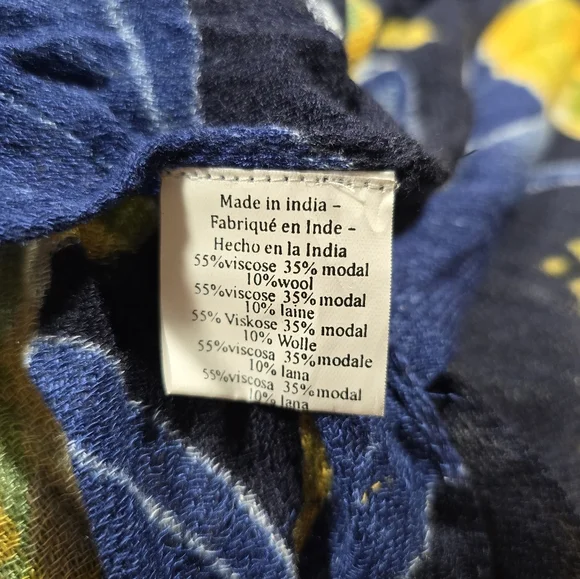 Made in india -
Fabriqué en Inde -
Hecho en la India
55%viscose 35% modal
10%wool
55%viscose 35% modal
10% laine
55% Viskose 35% modal
10% Wolle
55%viscosa 35%modale
10% lana
55%viscosa 35% modal
10% lana